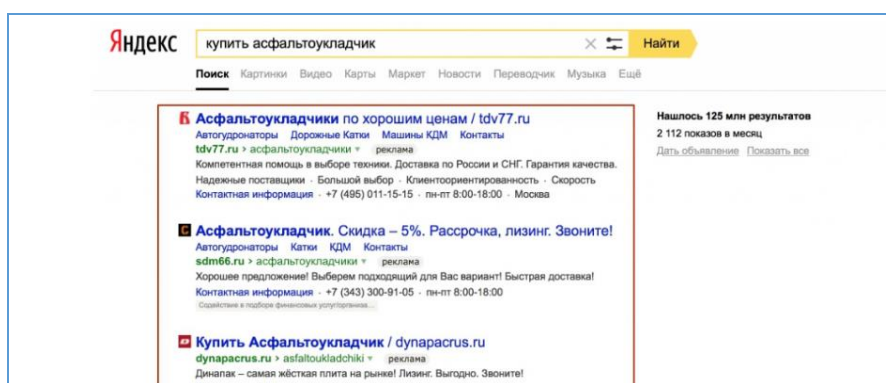 Яндекс
купить асфальтоукладчик
Найти
Поиск Картинки Видео Карты Маркет Новости Переводчик Музыка Ещё
Асфальтоукладчики по хорошим ценам / tdv77.ru
Автогудронаторы Дорожные Катки Машины КДМ Контакты
tdv77.ru > асфальтоукладчики реклама
Компетентная помощь в выборе техники. Доставка по России и СНГ. Гарантия качества.
Надежные поставщики · Большой выбор · Клиентоориентированность · Скорость
Контактная информация · +7 (495) 011-15-15 · пн-пт 8:00-18:00 · Москва
Асфальтоукладчик. Скидка – 5%. Рассрочка, лизинг. Звоните!
Автогудронаторы Катки КДМ Контакты
sdm66.ru > асфальтоукладчики реклама
Хорошее предложение! Выберем подходящий для Вас вариант! Быстрая доставка!
Контактная информация · +7 (343) 300-91-05 · пн-пт 8:00-18:00
Содействие в подборе финансовых услуг/организа...
Купить Асфальтоукладчик / dynapacrus.ru
dynapacrus.ru > asfaltoukladchiki реклама
Динапак – самая жёсткая плита на рынке! Лизинг. Выгодно. Звоните!
Нашлось 125 млн результатов
2 112 показов в месяц
Дать объявление Показать все